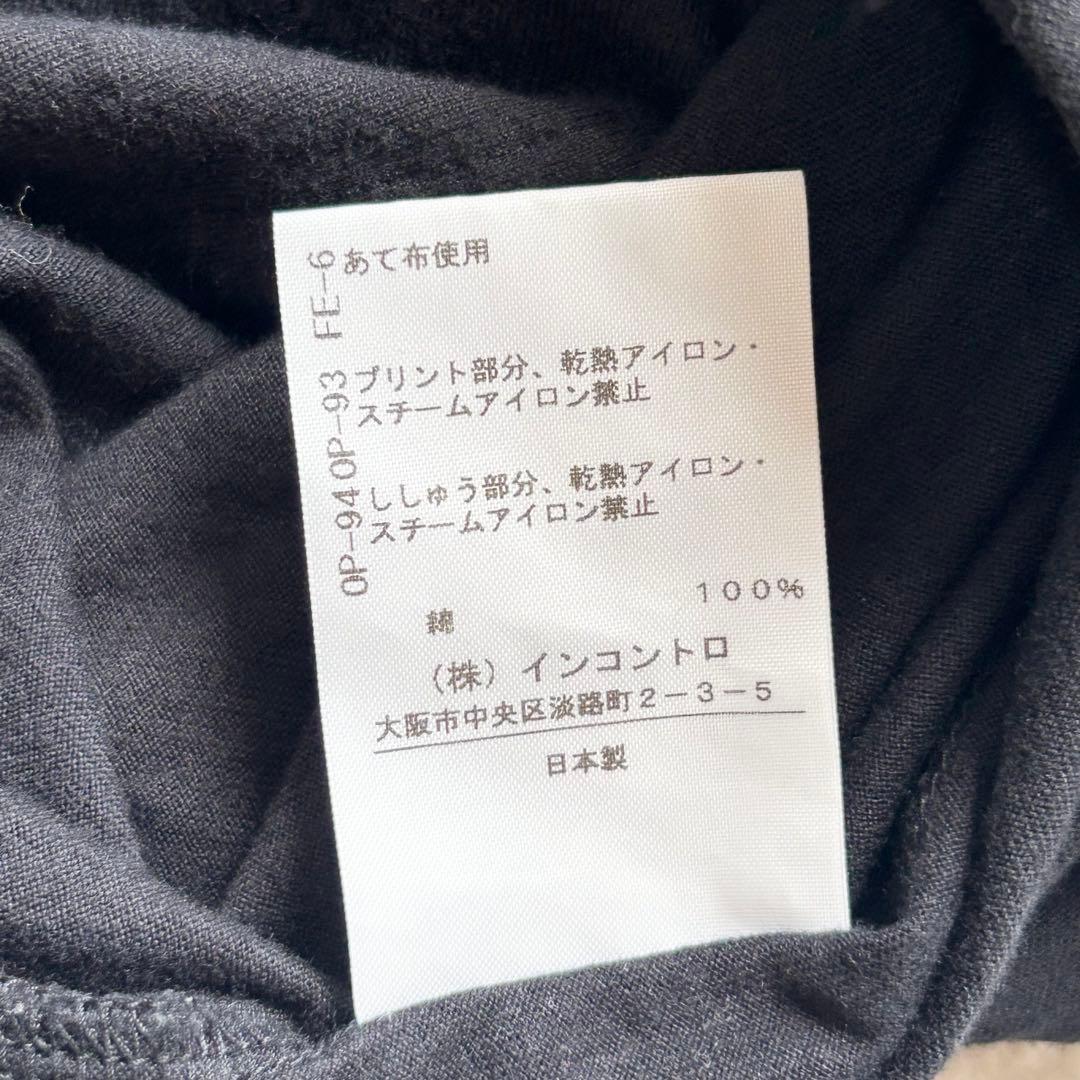 FE-6
あて布使用
OP-93
プリント部分、乾熱アイロン・
スチームアイロン禁止
OP-94
ししゅう部分、乾熱アイロン・
スチームアイロン禁止
綿 100%
（株）インコントロ
大阪市中央区淡路町2-3-5
日本製